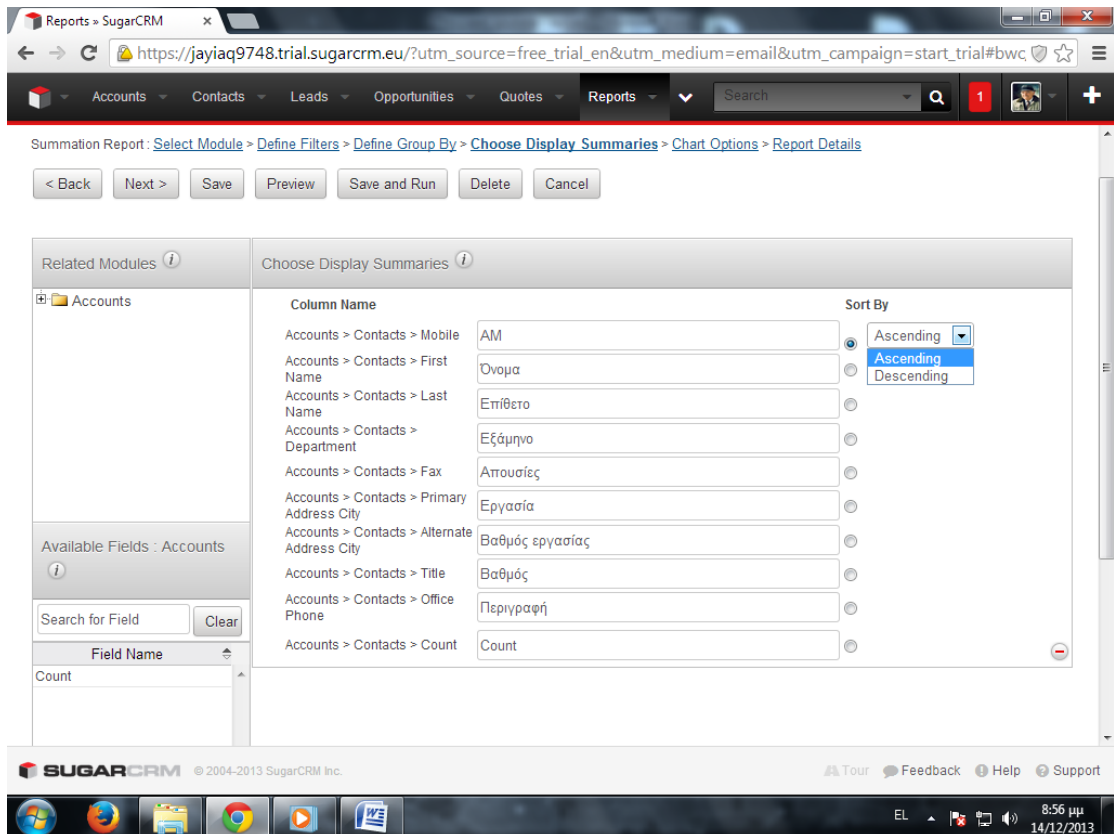 Reports » SugarCRM
https://jayiaq9748.trial.sugarcrm.eu/?utm_source=free_trial_en&utm_medium=email&utm_campaign=start_trial#bwc
Accounts Contacts Leads Opportunities Quotes Reports Search 1
Summation Report : Select Module > Define Filters > Define Group By > Choose Display Summaries > Chart Options > Report Details
< Back Next > Save Preview Save and Run Delete Cancel
Related Modules i
Accounts
Choose Display Summaries i
Column Name Sort By
Accounts > Contacts > Mobile AM Ascending
Ascending
Descending
Accounts > Contacts > First
Name
Όνομα
Accounts > Contacts > Last
Name
Επίθετο
Accounts > Contacts >
Department
Εξάμηνο
Accounts > Contacts > Fax Απουσίες
Accounts > Contacts > Primary
Address City
Εργασία
Accounts > Contacts > Alternate
Address City
Βαθμός εργασίας
Accounts > Contacts > Title Βαθμός
Accounts > Contacts > Office
Phone
Περιγραφή
Accounts > Contacts > Count Count
Available Fields : Accounts
i
Search for Field Clear
Field Name
Count
SUGARCRM © 2004-2013 SugarCRM Inc. Tour Feedback Help Support
EL 8:56 μμ
14/12/2013